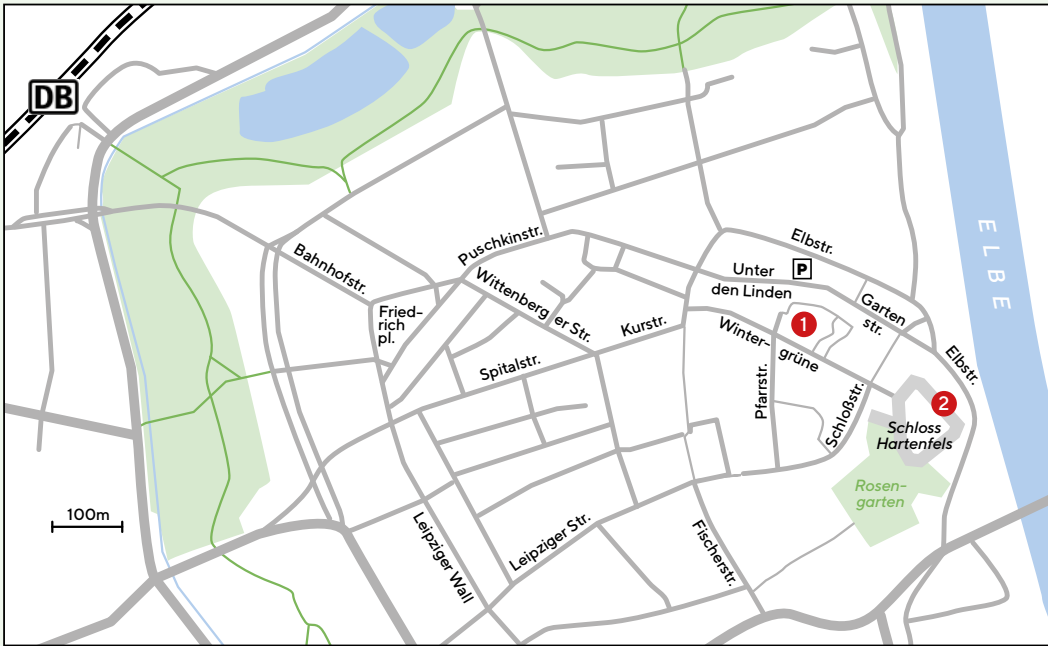 DB
ELBE
Elbstr.
Puschkinstr.
Bahnhofstr.
Unter
den Linden
P
Wittenberger Str.
Garten
str.
Fried-
rich
pl.
1
Kurstr.
Winter-
grüne
Elbstr.
Spitalstr.
Pfarrstr.
Schloßstr.
2
Schloss
Hartenfels
Rosen-
garten
100m
Leipziger Wall
Leipziger Str.
Fischerstr.